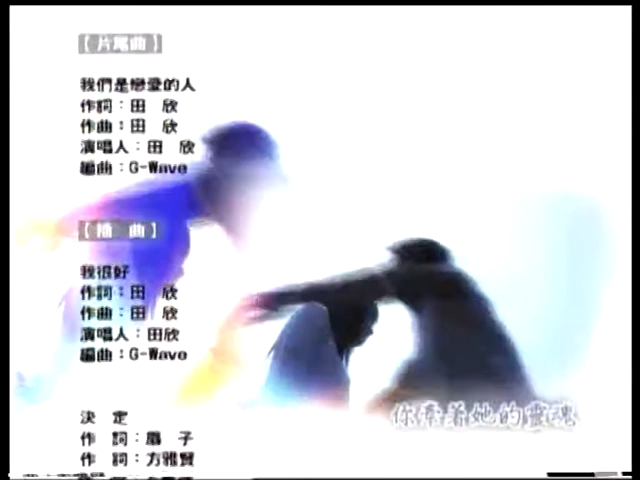 【片尾曲】
我們是戀愛的人
作詞：田　欣
作曲：田　欣
演唱人：田　欣
編曲：G-Wave
【插　曲】
我很好
作詞：田　欣
作曲：田　欣
演唱人：田欣
編曲：G-Wave
決　定
作　詞：風　子
作　詞：方雅賢
你牽著她的靈魂